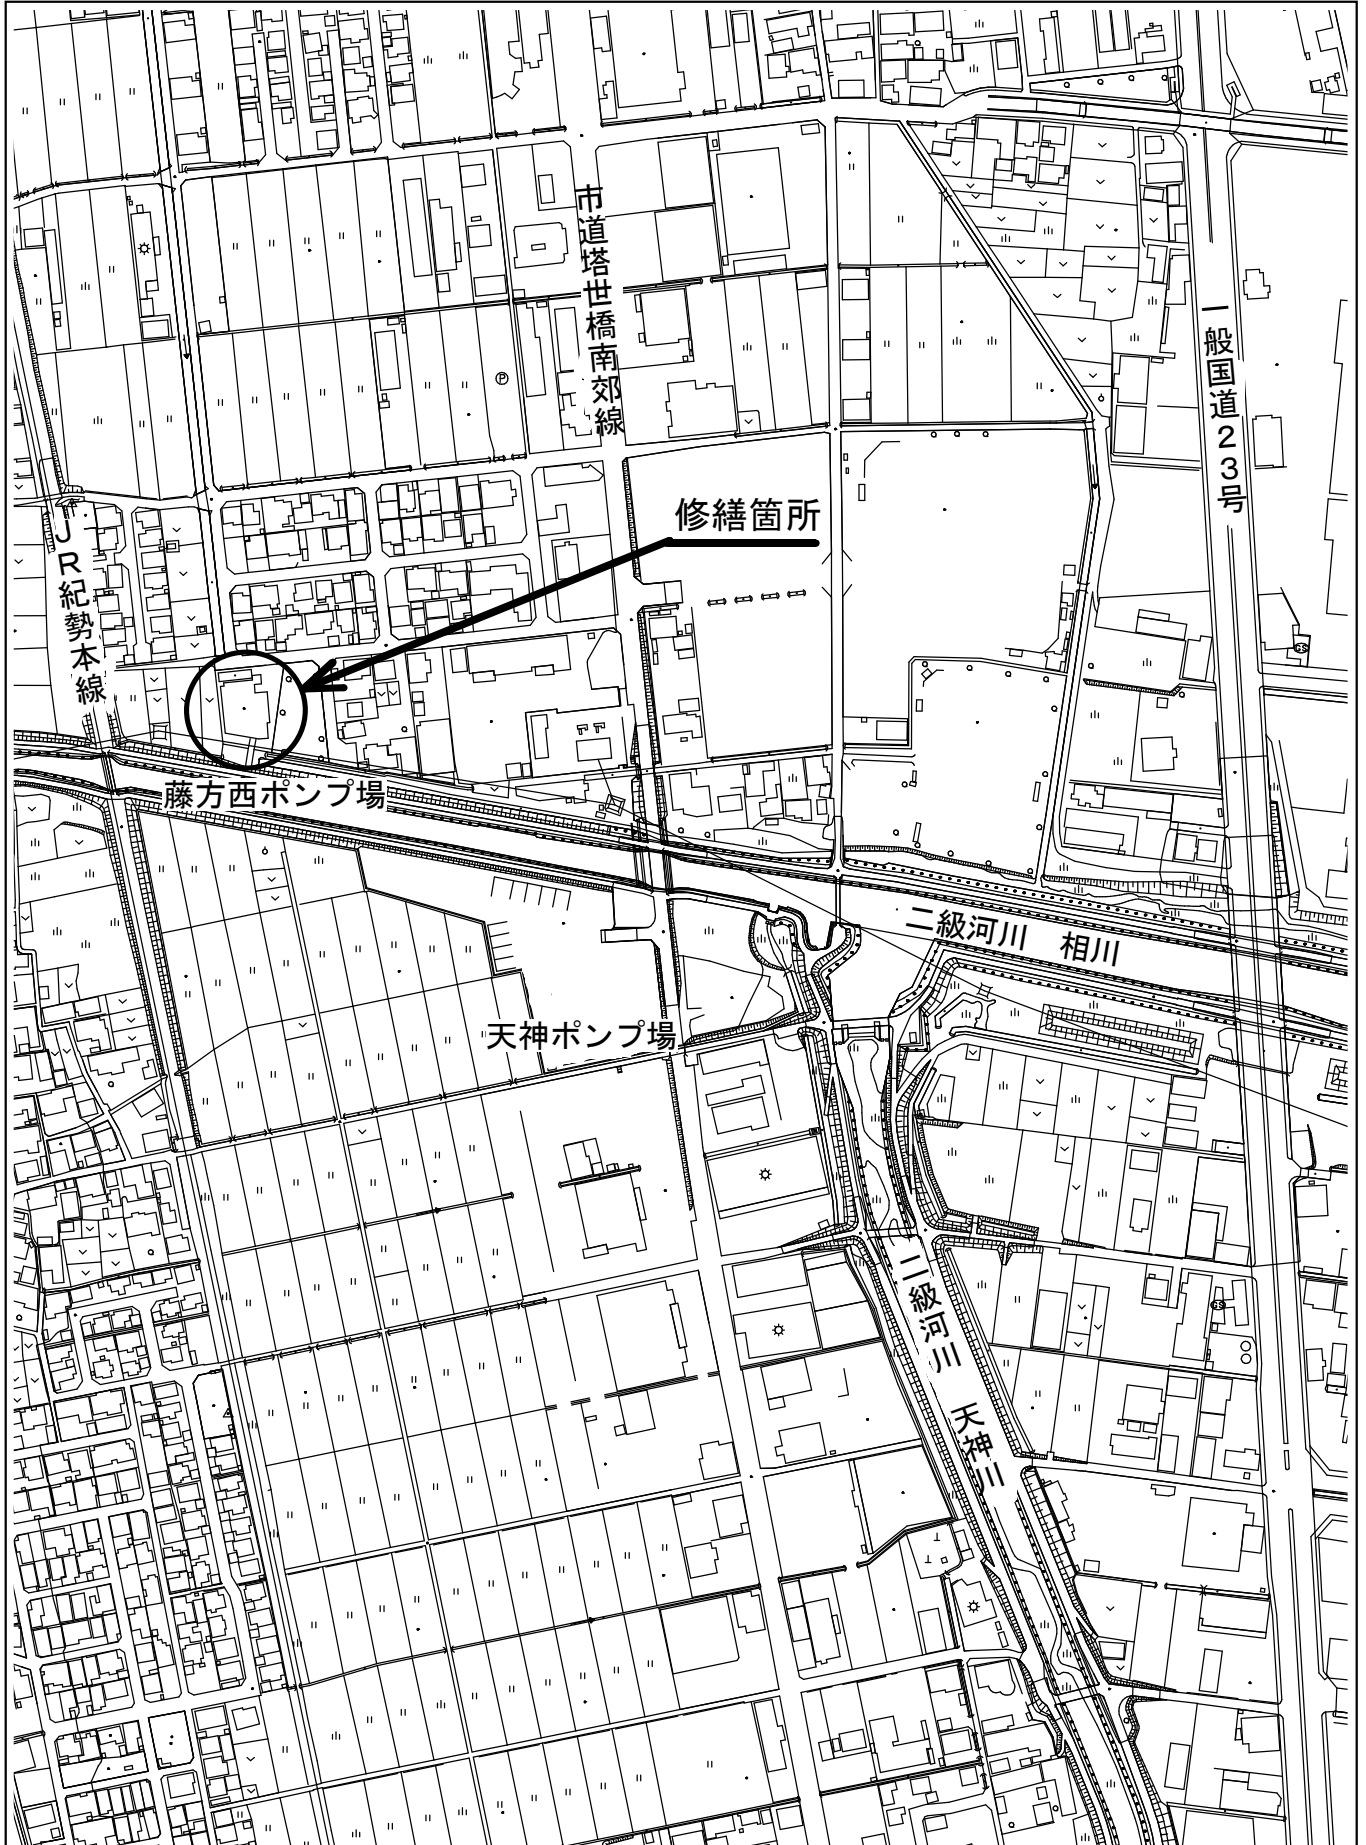 市道塔世橋南郊線
一般国道23号
修繕箇所
JR紀勢本線
藤方西ポンプ場
二級河川　相川
天神ポンプ場
二級河川　天神川
P
GS
GS